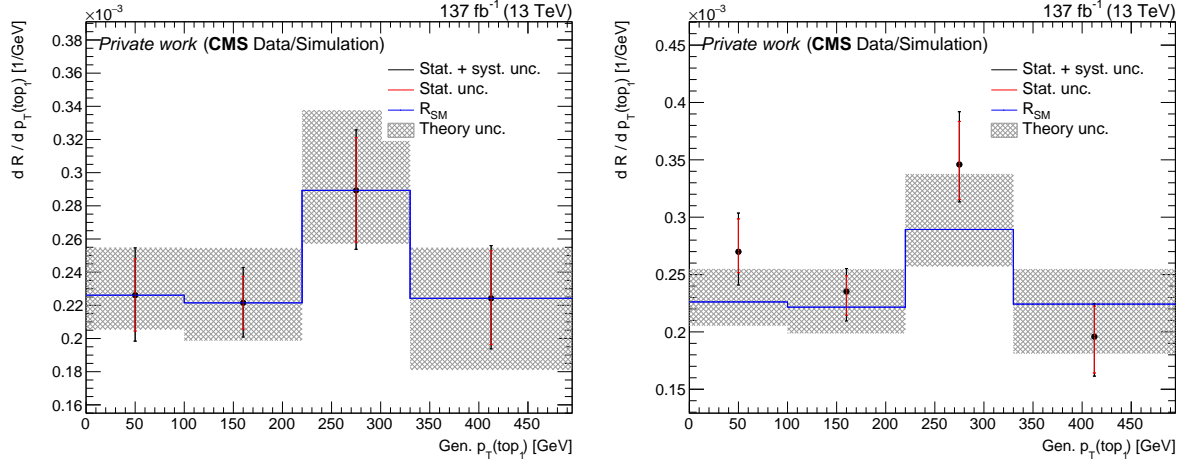 ×10⁻³ 137 fb⁻¹ (13 TeV)
Private work (CMS Data/Simulation)
Stat. + syst. unc.
Stat. unc.
R_SM
Theory unc.
d R / d p_T(top_1) [1/GeV]
0.38
0.36
0.34
0.32
0.3
0.28
0.26
0.24
0.22
0.2
0.18
0.16
0 50 100 150 200 250 300 350 400 450
Gen. p_T(top_1) [GeV]
×10⁻³ 137 fb⁻¹ (13 TeV)
Private work (CMS Data/Simulation)
Stat. + syst. unc.
Stat. unc.
R_SM
Theory unc.
d R / d p_T(top_1) [1/GeV]
0.45
0.4
0.35
0.3
0.25
0.2
0.15
0 50 100 150 200 250 300 350 400 450
Gen. p_T(top_1) [GeV]